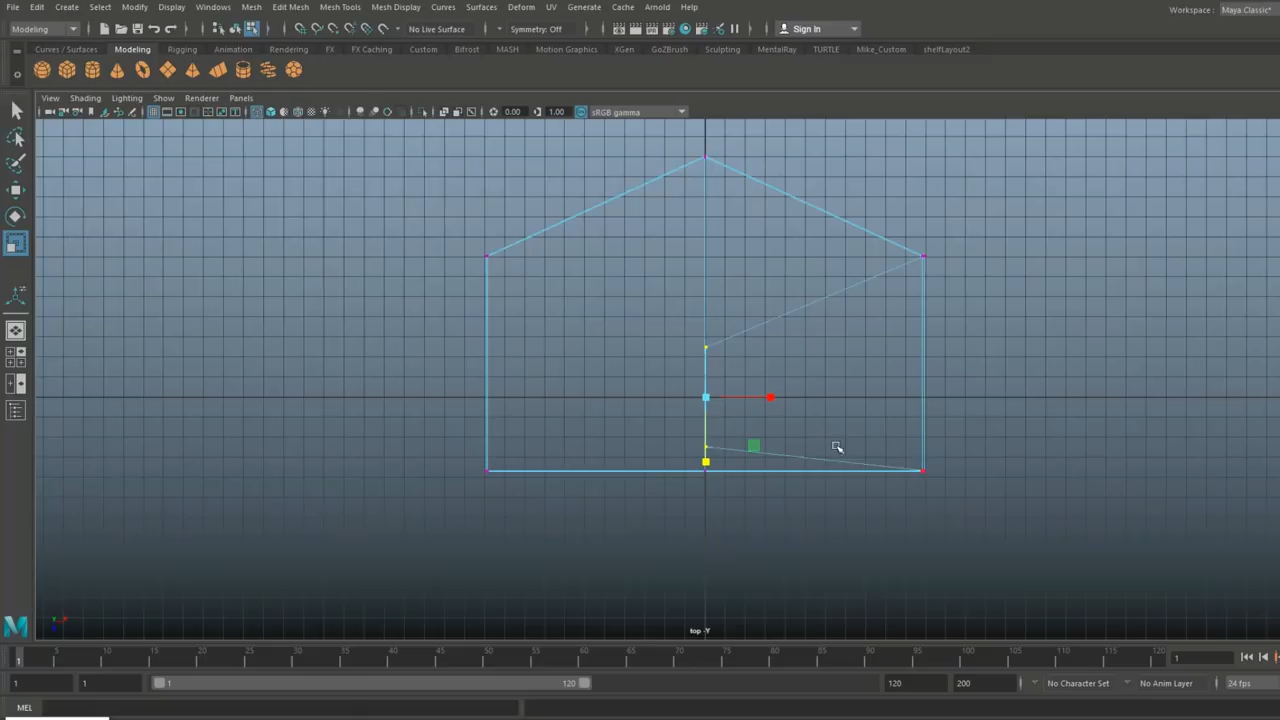 File Edit Create Select Modify Display Windows Mesh Edit Mesh Mesh Tools Mesh Display Curves Surfaces Deform UV Generate Cache Arnold Help Workspace : Maya Classic*
Modeling No Live Surface Symmetry: Off Sign In
Curves / Surfaces Modeling Rigging Animation Rendering FX FX Caching Custom Bifrost MASH Motion Graphics XGen GoZBrush Sculpting MentalRay TURTLE Mike_Custom shelfLayout2
View Shading Lighting Show Renderer Panels
0.00 1.00 sRGB gamma
top -Y
1 5 10 15 20 25 30 35 40 45 50 55 60 65 70 75 80 85 90 95 100 105 110 115 120 1
1 1 1 120 120 200 No Character Set No Anim Layer 24 fps
MEL